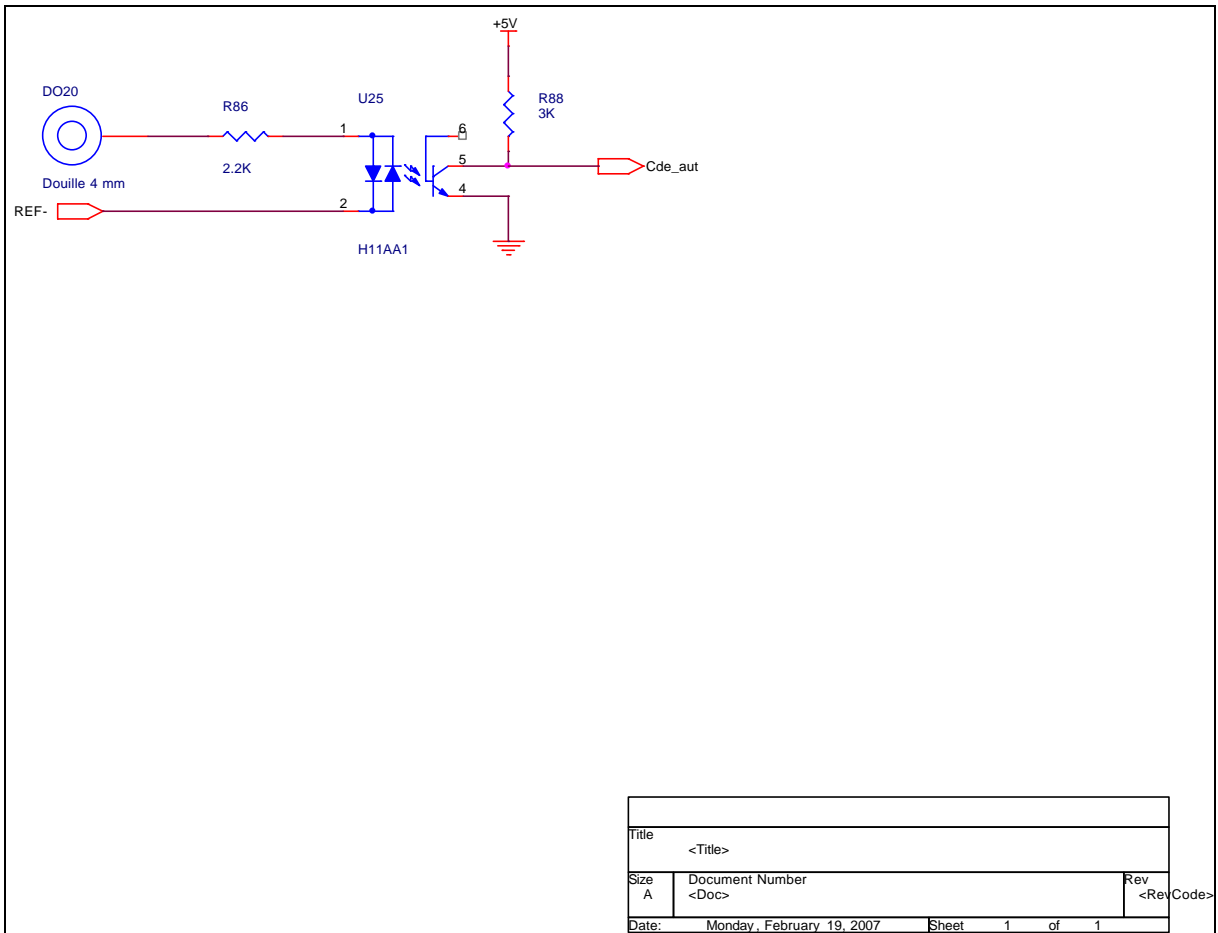 +5V
DO20
R86
U25
R88
3K
1
6
5
Cde_aut
2.2K
Douille 4 mm
4
REF-
2
H11AA1
Title
<Title>
Size
A
Document Number
<Doc>
Rev
<RevCode>
Date: Monday, February 19, 2007 Sheet 1 of 1